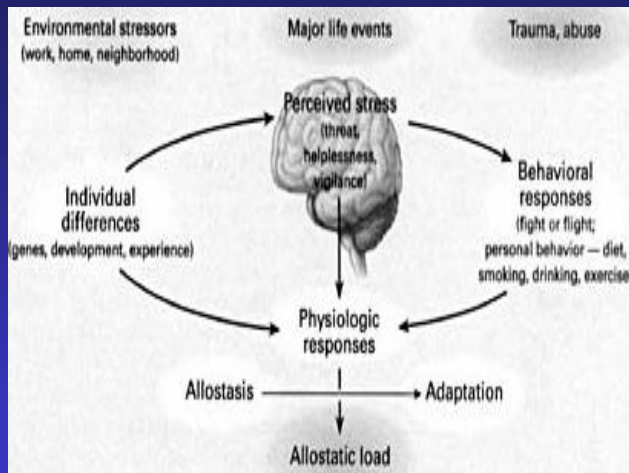 Environmental stressors
(work, home, neighborhood)
Major life events
Trauma, abuse
Perceived stress
(threat,
helplessness,
vigilance)
Individual
differences
(genes, development, experience)
Behavioral
responses
(fight or flight;
personal behavior — diet,
smoking, drinking, exercise
Physiologic
responses
Allostasis
Adaptation
Allostatic load